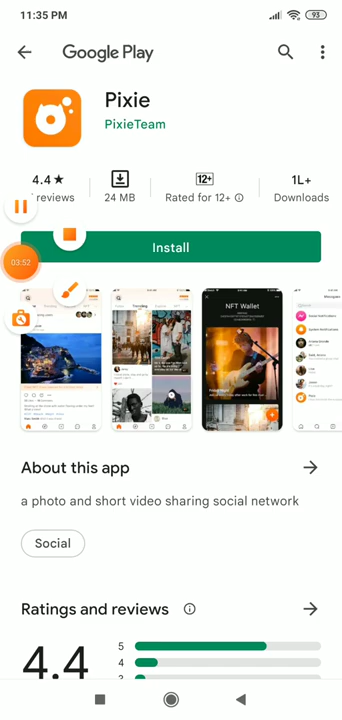 11:35 PM
93
Google Play
Pixie
PixieTeam
4.4★
24 MB
12+
Rated for 12+
1L+
Downloads
reviews
Install
03:52
Trending
NFT Wallet
About this app
a photo and short video sharing social network
Social
Ratings and reviews
4.4
5
4